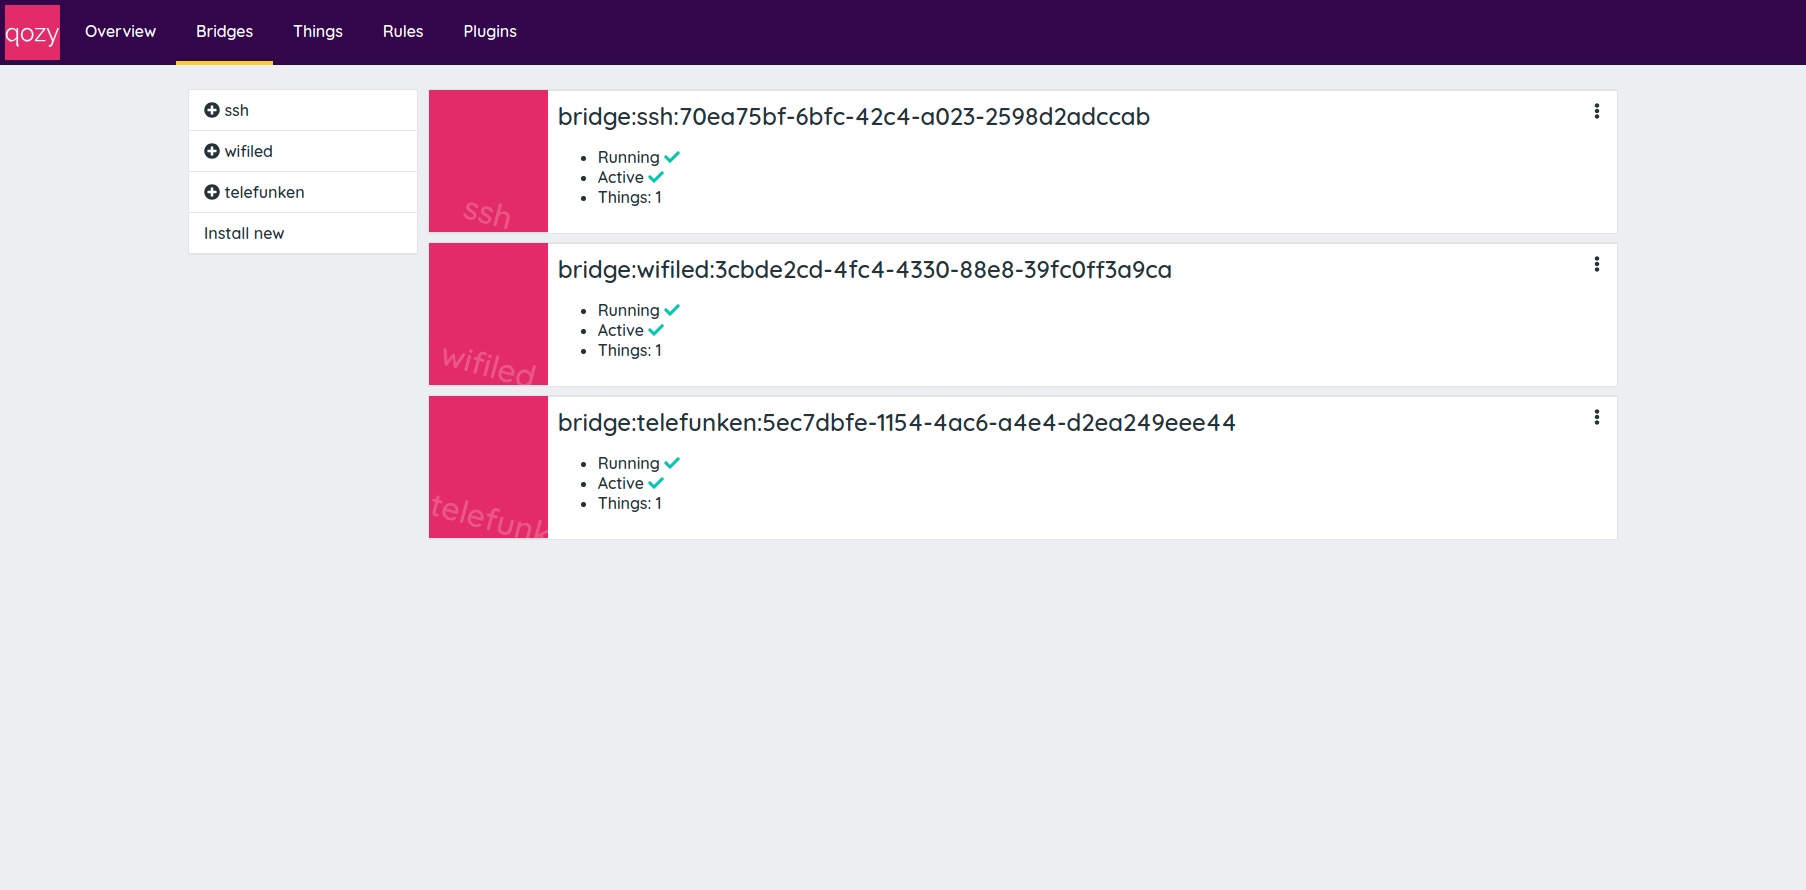 qozy
Overview Bridges Things Rules Plugins
ssh
wifiled
telefunken
Install new
ssh
bridge:ssh:70ea75bf-6bfc-42c4-a023-2598d2adccab
Running
Active
Things: 1
wifiled
bridge:wifiled:3cbde2cd-4fc4-4330-88e8-39fc0ff3a9ca
Running
Active
Things: 1
telefunk
bridge:telefunken:5ec7dbfe-1154-4ac6-a4e4-d2ea249eee44
Running
Active
Things: 1